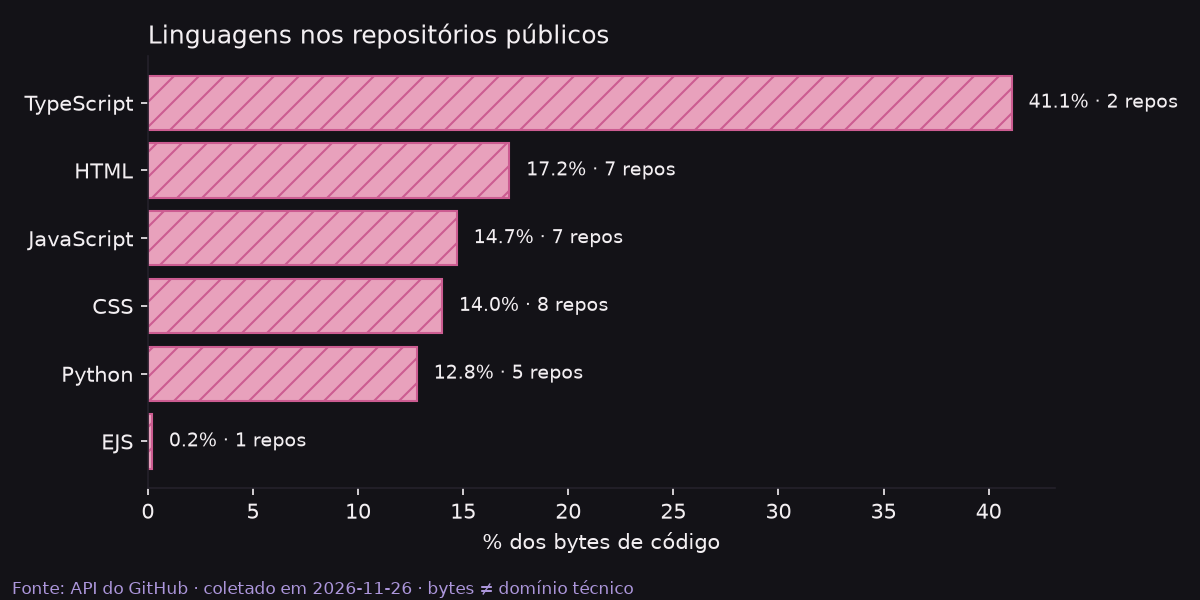 Linguagens nos repositórios públicos
TypeScript 41.1% · 2 repos
HTML 17.2% · 7 repos
JavaScript 14.7% · 7 repos
CSS 14.0% · 8 repos
Python 12.8% · 5 repos
EJS 0.2% · 1 repos
0 5 10 15 20 25 30 35 40
% dos bytes de código
Fonte: API do GitHub · coletado em 2026-11-26 · bytes ≠ domínio técnico